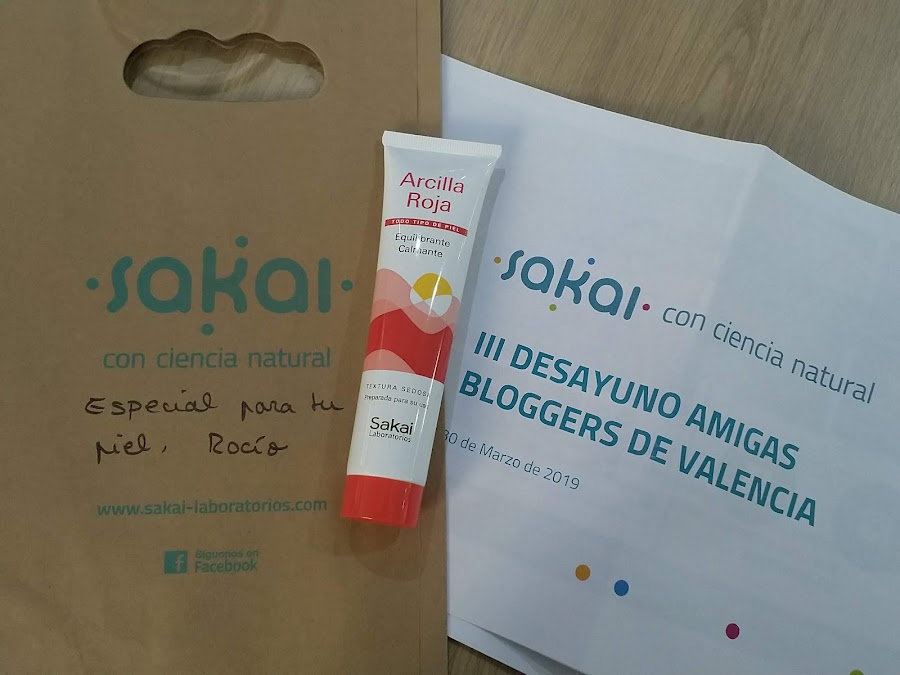 ·sakai·
con ciencia natural
Especial para tu
piel, Rocío
www.sakai-laboratorios.com
Síguenos en
Facebook
Arcilla
Roja
TODO TIPO DE PIEL
Equilibrante
Calmante
TEXTURA SEDOSA
Preparada para su uso
Sakai
Laboratorios
·sakai· con ciencia natural
III DESAYUNO AMIGAS
BLOGGERS DE VALENCIA
30 de Marzo de 2019